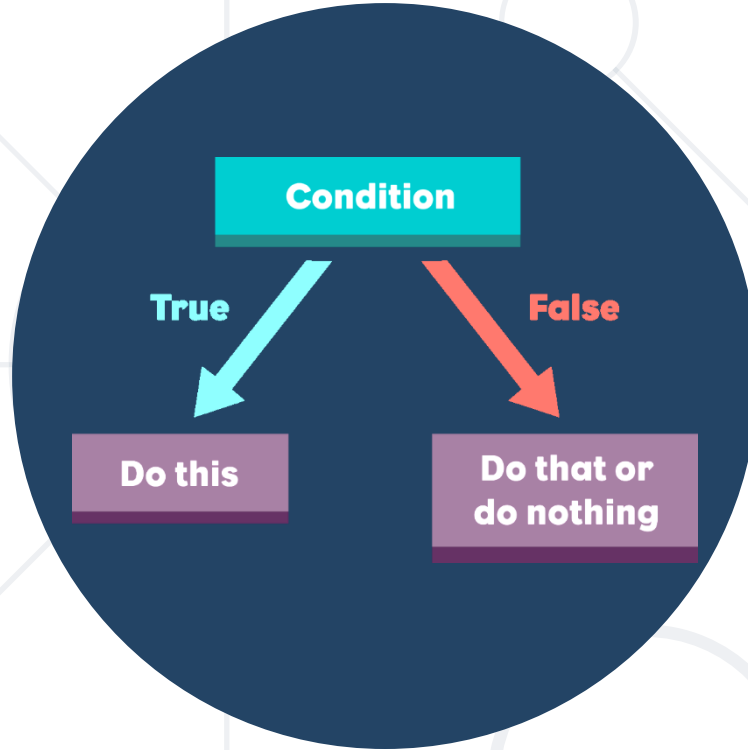 Condition
True
False
Do this
Do that or
do nothing